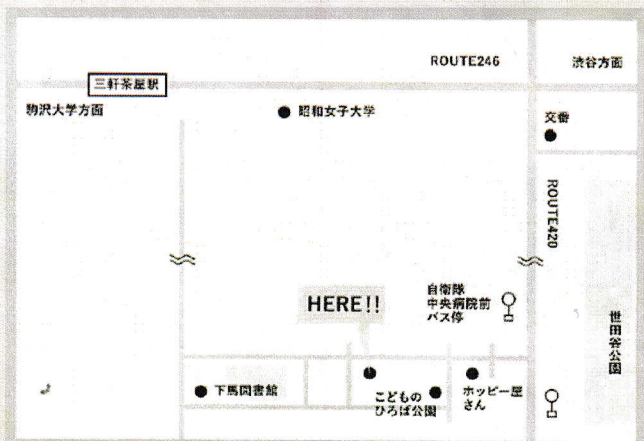 ROUTE246
渋谷方面
三軒茶屋駅
駒沢大学方面
昭和女子大学
交番
ROUTE420
HERE!!
自衛隊
中央病院前
バス停
世田谷公園
下馬図書館
こどもの
ひろば公園
ホッピー屋
さん